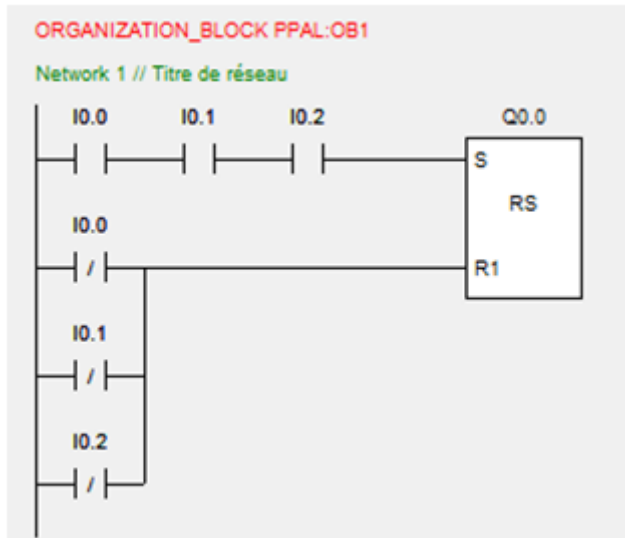 ORGANIZATION_BLOCK PPAL:OB1
Network 1 // Titre de réseau
I0.0 I0.1 I0.2 Q0.0
S
RS
I0.0
R1
I0.1
I0.2